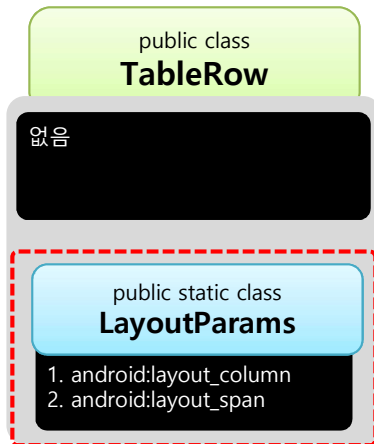 public class
TableRow
없음
public static class
LayoutParams
1. android:layout_column
2. android:layout_span